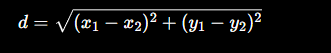 d = √((x₁ − x₂)² + (y₁ − y₂)²)